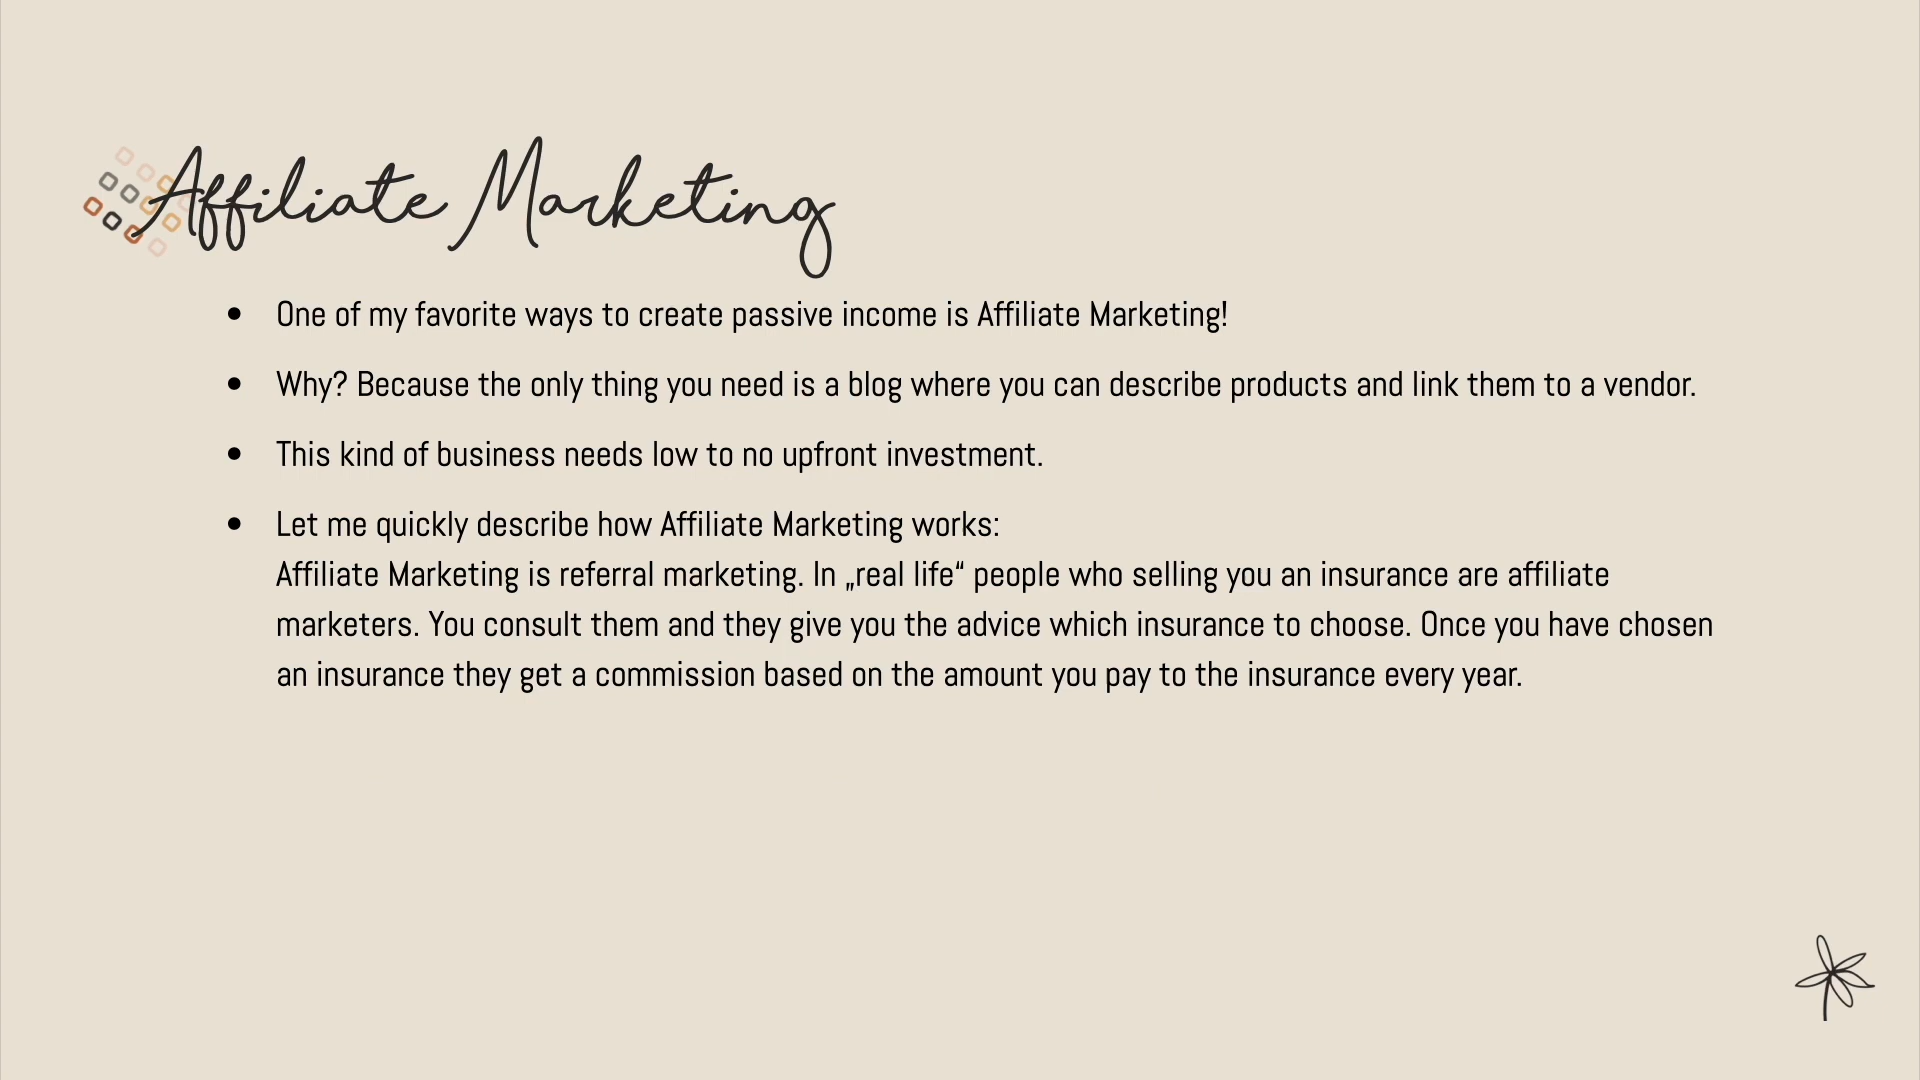 Affiliate Marketing
• One of my favorite ways to create passive income is Affiliate Marketing!
• Why? Because the only thing you need is a blog where you can describe products and link them to a vendor.
• This kind of business needs low to no upfront investment.
• Let me quickly describe how Affiliate Marketing works:
Affiliate Marketing is referral marketing. In „real life“ people who selling you an insurance are affiliate
marketers. You consult them and they give you the advice which insurance to choose. Once you have chosen
an insurance they get a commission based on the amount you pay to the insurance every year.